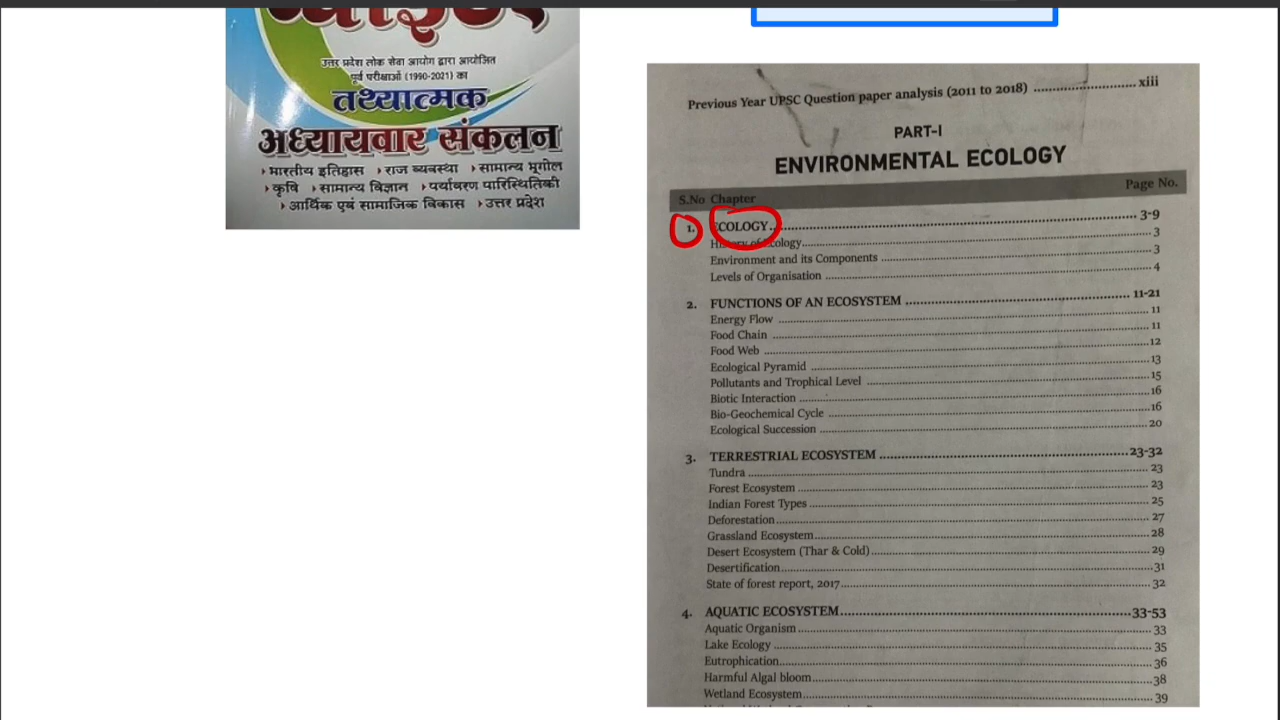 उत्तर प्रदेश लोक सेवा आयोग द्वारा आयोजित
पूर्व परीक्षाओं (1990-2021) का
तथ्यात्मक
अध्यायवार संकलन
भारतीय इतिहास राज व्यवस्था सामान्य भूगोल
कृषि सामान्य विज्ञान पर्यावरण पारिस्थितिकी
आर्थिक एवं सामाजिक विकास उत्तर प्रदेश
Previous Year UPSC Question paper analysis (2011 to 2018) ............................ xiii
PART-I
ENVIRONMENTAL ECOLOGY
S.No Chapter Page No.
1. ECOLOGY............................ 3-9
History of Ecology............................ 3
Environment and its Components ............................ 3
Levels of Organisation ............................ 4
2. FUNCTIONS OF AN ECOSYSTEM ............................ 11-21
Energy Flow ............................ 11
Food Chain ............................ 11
Food Web ............................ 12
Ecological Pyramid ............................ 13
Pollutants and Trophical Level ............................ 15
Biotic Interaction ............................ 16
Bio-Geochemical Cycle ............................ 16
Ecological Succession ............................ 20
3. TERRESTRIAL ECOSYSTEM ............................ 23-32
Tundra ............................ 23
Forest Ecosystem ............................ 23
Indian Forest Types ............................ 25
Deforestation............................ 27
Grassland Ecosystem............................ 28
Desert Ecosystem (Thar & Cold)............................ 29
Desertification............................ 31
State of forest report, 2017............................ 32
4. AQUATIC ECOSYSTEM............................ 33-53
Aquatic Organism ............................ 33
Lake Ecology ............................ 35
Eutrophication............................ 36
Harmful Algal bloom............................ 38
Wetland Ecosystem............................ 39